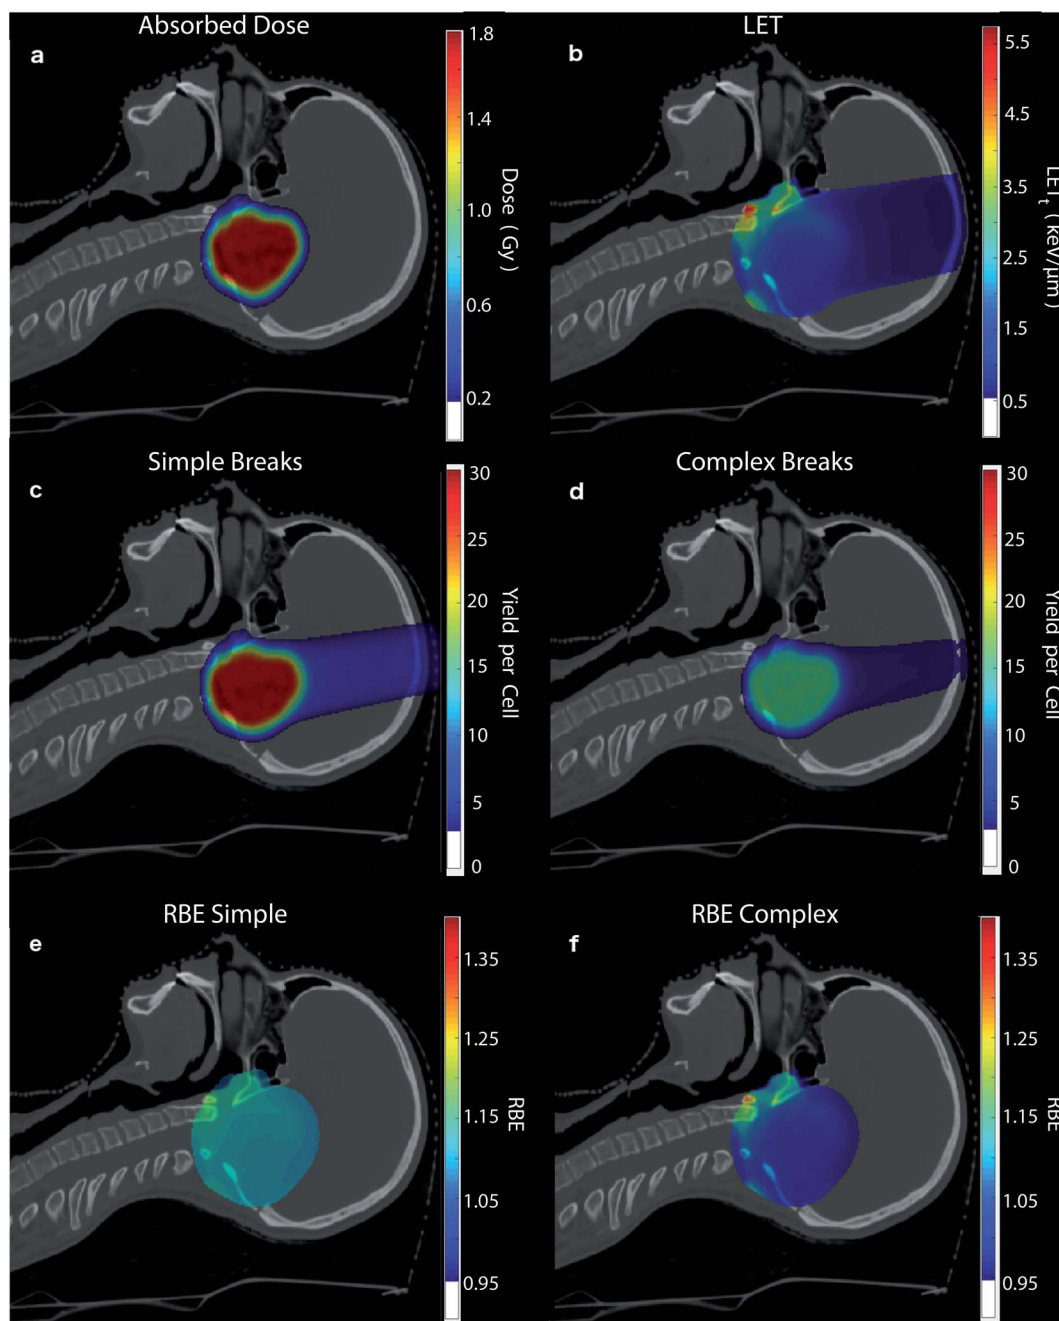 Absorbed Dose
a
1.8
1.4
1.0
0.6
0.2
Dose ( Gy )
LET
b
5.5
4.5
3.5
2.5
1.5
0.5
LETt ( keV/μm )
Simple Breaks
c
30
25
20
15
10
5
0
Yield per Cell
Complex Breaks
d
30
25
20
15
10
5
0
Yield per Cell
RBE Simple
e
1.35
1.25
1.15
1.05
0.95
RBE
RBE Complex
f
1.35
1.25
1.15
1.05
0.95
RBE